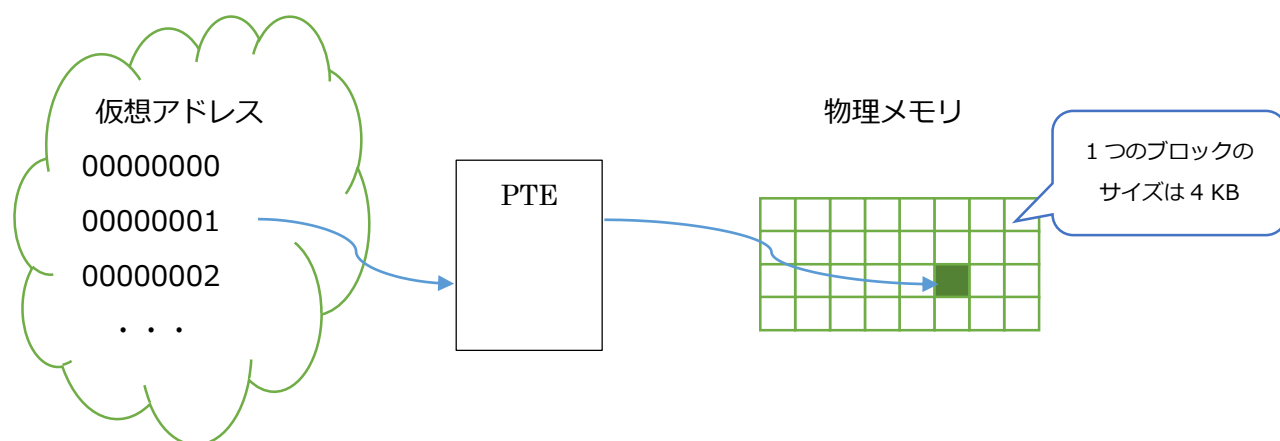 仮想アドレス
00000000
00000001
00000002
・・・
PTE
物理メモリ
1 つのブロックの
サイズは 4 KB